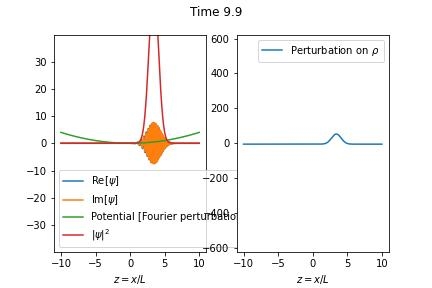 Time 9.9
30
20
10
0
−10
−20
−30
Re[ψ]
Im[ψ]
Potential [Fourier perturbatio
|ψ|²
−10 −5 0 5 10
z = x/L
600
400
200
0
−200
−400
−600
Perturbation on ρ
−10 −5 0 5 10
z = x/L